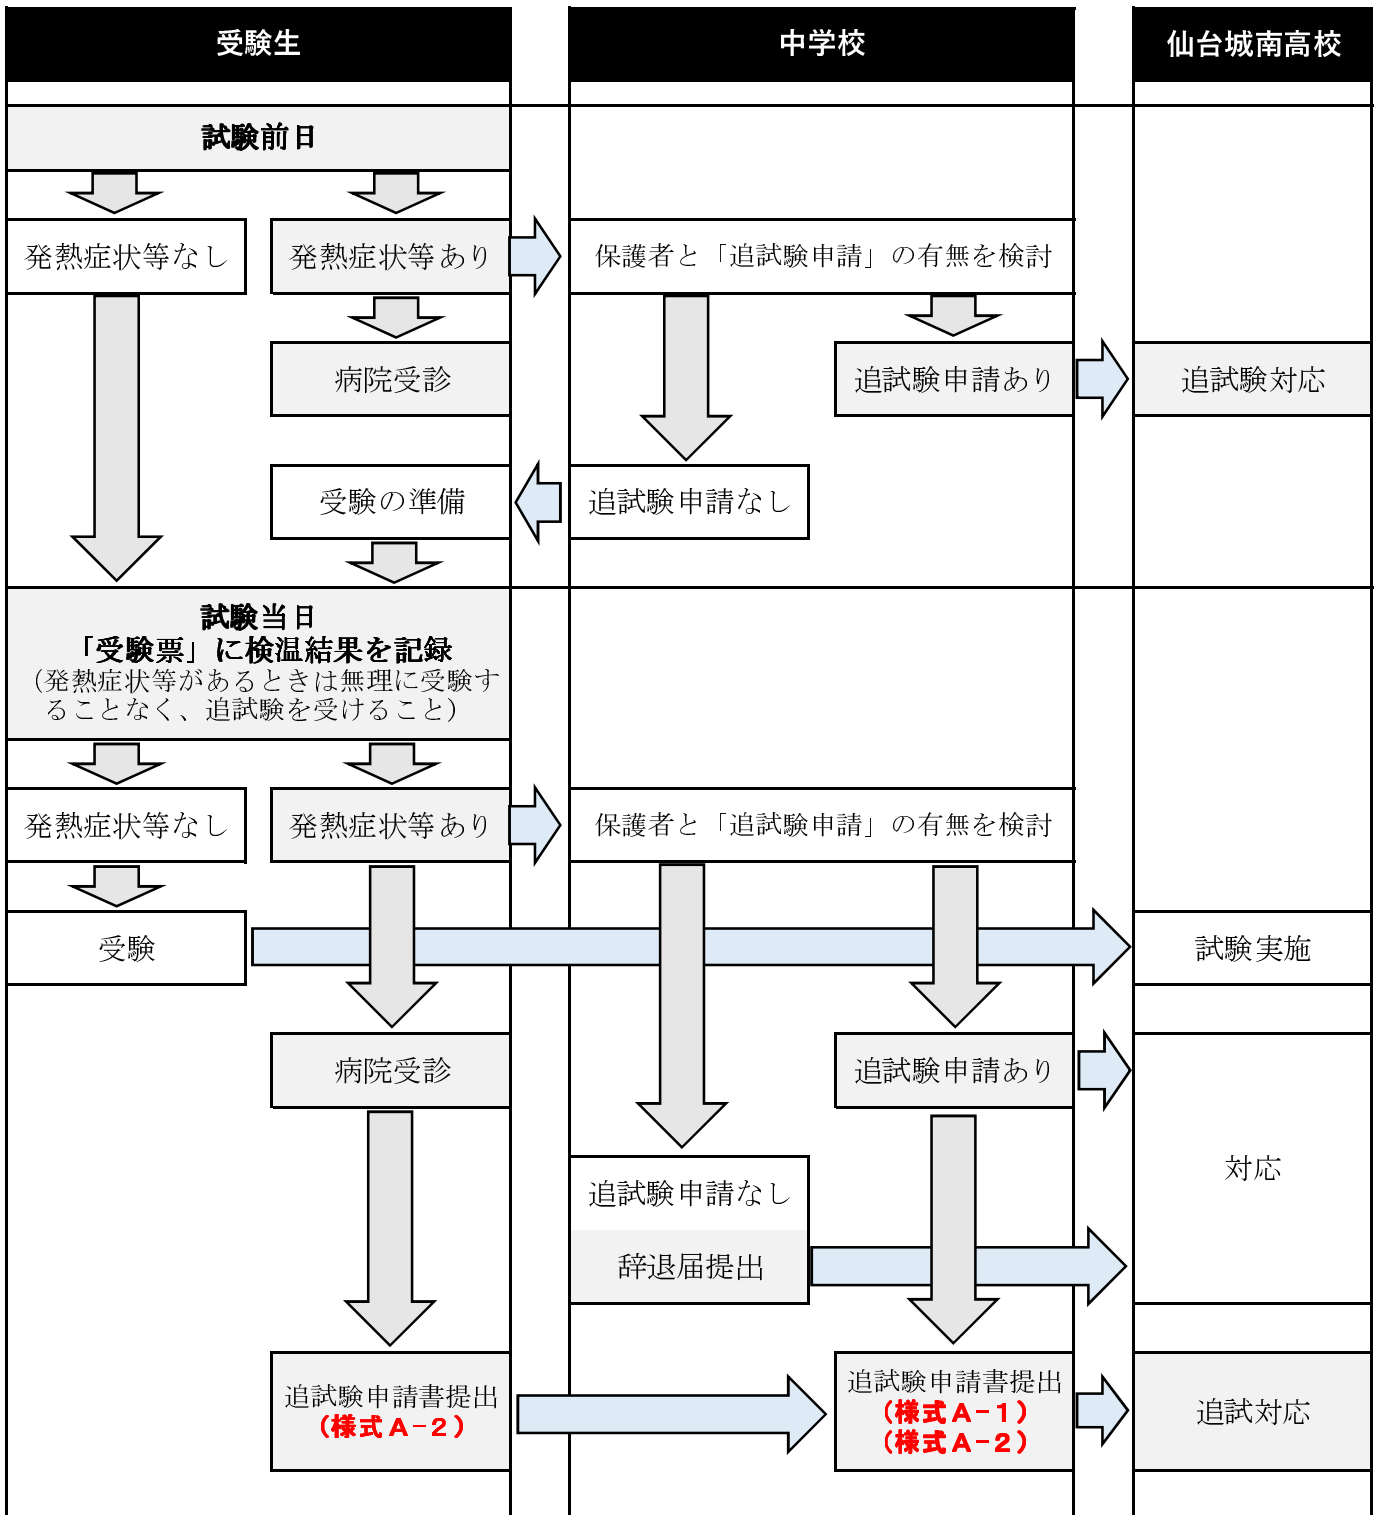 受験生
中学校
仙台城南高校
試験前日
発熱症状等なし
発熱症状等あり
保護者と「追試験申請」の有無を検討
病院受診
追試験申請あり
追試験対応
受験の準備
追試験申請なし
試験当日
「受験票」に検温結果を記録
（発熱症状等があるときは無理に受験す
ることなく、追試験を受けること）
発熱症状等なし
発熱症状等あり
保護者と「追試験申請」の有無を検討
受験
試験実施
病院受診
追試験申請あり
対応
追試験申請なし
辞退届提出
追試験申請書提出
（様式Ａ−２）
追試験申請書提出
（様式Ａ−１）
（様式Ａ−２）
追試対応